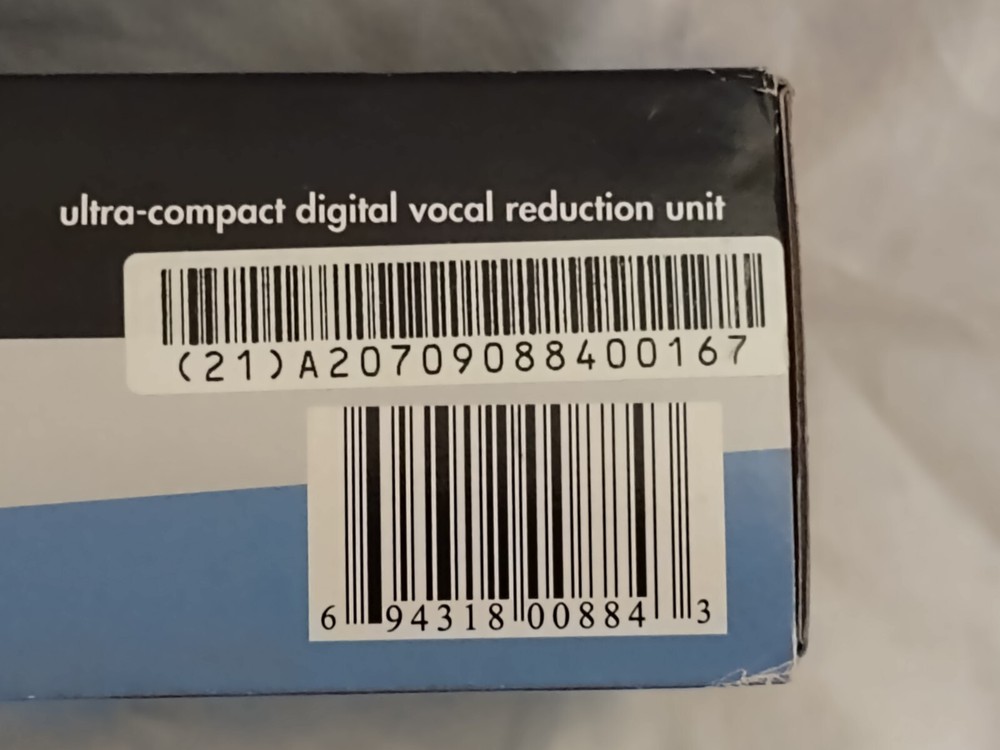 ultra-compact digital vocal reduction unit
(21)A20709088400167
6 94318 00884 3